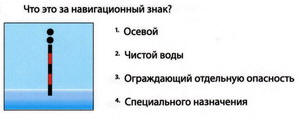 Что это за навигационный знак?
1. Осевой
2. Чистой воды
3. Ограждающий отдельную опасность
4. Специального назначения